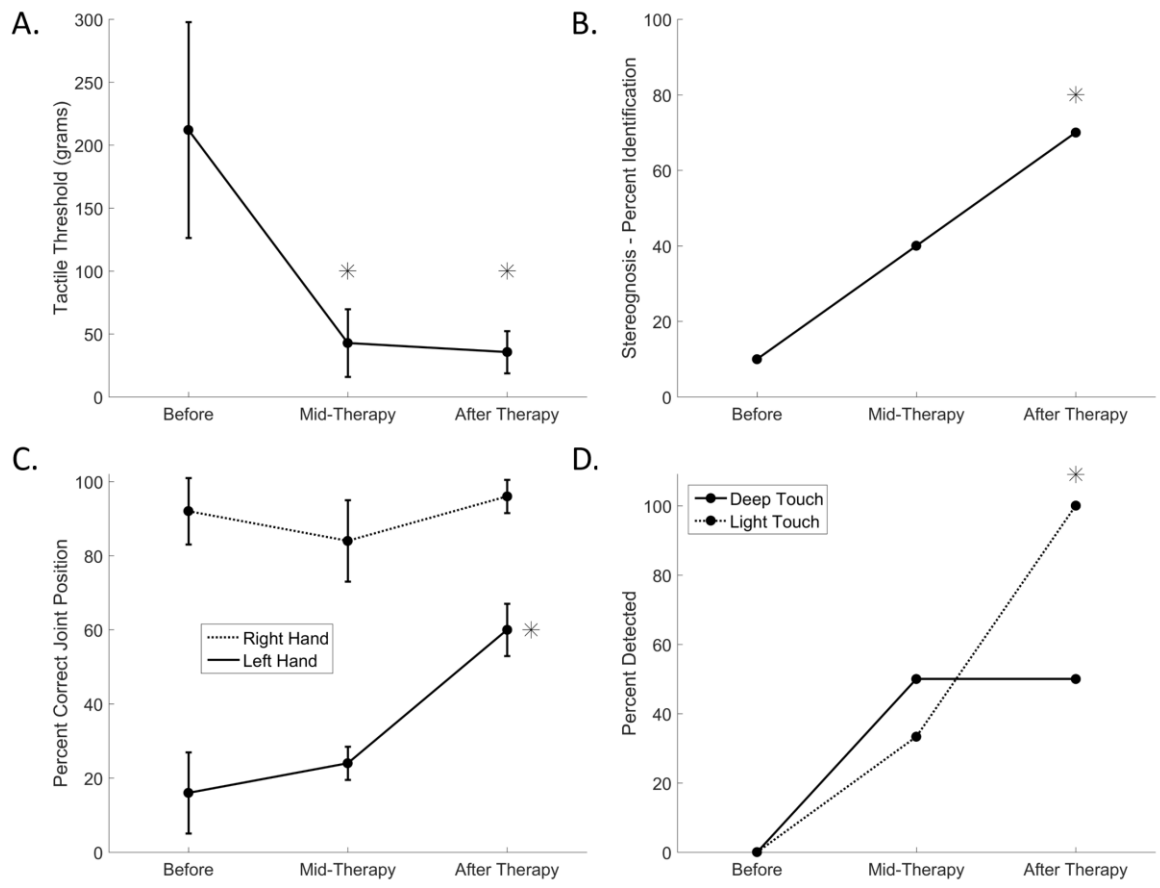 A.
Tactile Threshold (grams)
300
250
200
150
100
50
0
Before Mid-Therapy After Therapy
B.
Stereognosis - Percent Identification
100
80
60
40
20
0
Before Mid-Therapy After Therapy
C.
Percent Correct Joint Position
100
80
60
40
20
0
Right Hand
Left Hand
Before Mid-Therapy After Therapy
D.
Percent Detected
100
80
60
40
20
0
Deep Touch
Light Touch
Before Mid-Therapy After Therapy